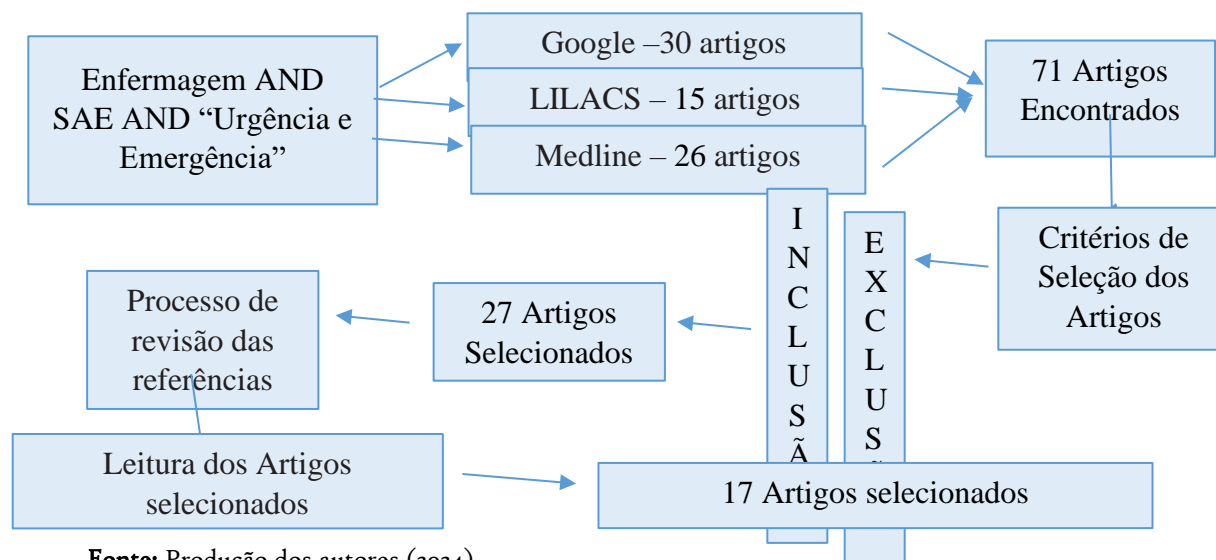 Enfermagem AND
SAE AND “Urgência e
Emergência”
Google –30 artigos
LILACS – 15 artigos
Medline – 26 artigos
71 Artigos
Encontrados
Critérios de
Seleção dos
Artigos
E
X
C
L
U
S
I
N
C
L
U
S
Ã
27 Artigos
Selecionados
Processo de
revisão das
referências
Leitura dos Artigos
selecionados
17 Artigos selecionados
Fonte: Produção dos autores (2024)